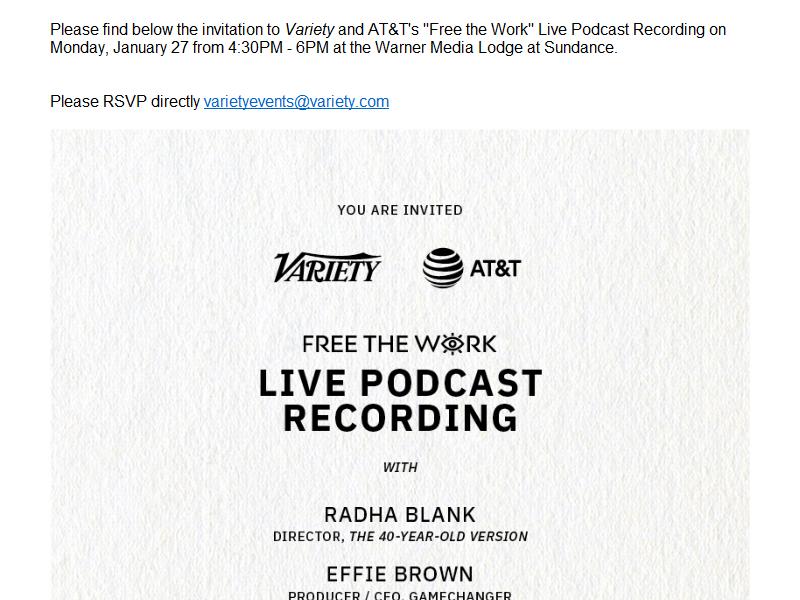 Please find below the invitation to Variety and AT&T's "Free the Work" Live Podcast Recording on
Monday, January 27 from 4:30PM - 6PM at the Warner Media Lodge at Sundance.
Please RSVP directly varietyevents@variety.com
YOU ARE INVITED
VARIETY AT&T
FREE THE WORK
LIVE PODCAST
RECORDING
WITH
RADHA BLANK
DIRECTOR, THE 40-YEAR-OLD VERSION
EFFIE BROWN
PRODUCER / CEO, GAMECHANGER